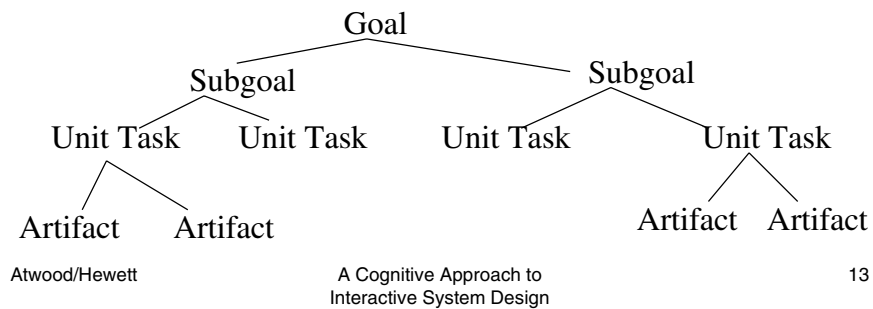 Goal
Subgoal Subgoal
Unit Task Unit Task Unit Task Unit Task
Artifact Artifact Artifact Artifact
Atwood/Hewett A Cognitive Approach to 13
Interactive System Design